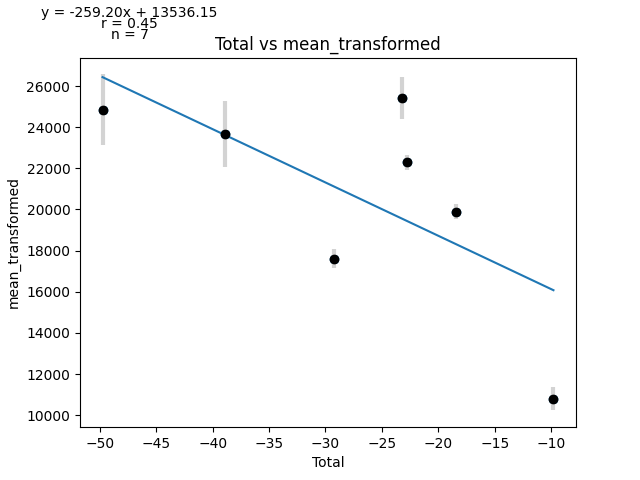 y = -259.20x + 13536.15
r = 0.45
n = 7
Total vs mean_transformed
26000
24000
22000
20000
18000
16000
14000
12000
10000
mean_transformed
−50 −45 −40 −35 −30 −25 −20 −15 −10
Total